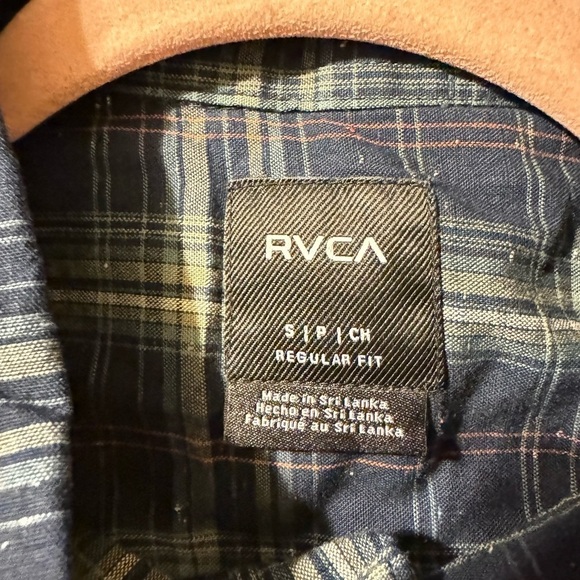 RVCA
S | P | CH
REGULAR FIT
Made in Sri Lanka
Hecho en Sri Lanka
Fabriqué au Sri Lanka